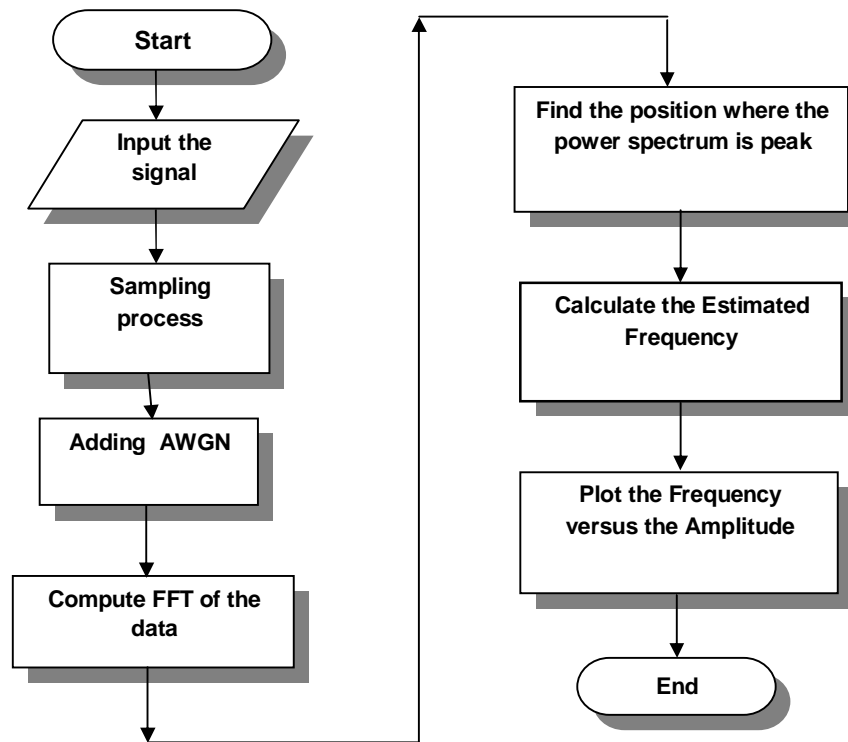 Start
Input the
signal
Sampling
process
Adding AWGN
Compute FFT of the
data
Find the position where the
power spectrum is peak
Calculate the Estimated
Frequency
Plot the Frequency
versus the Amplitude
End